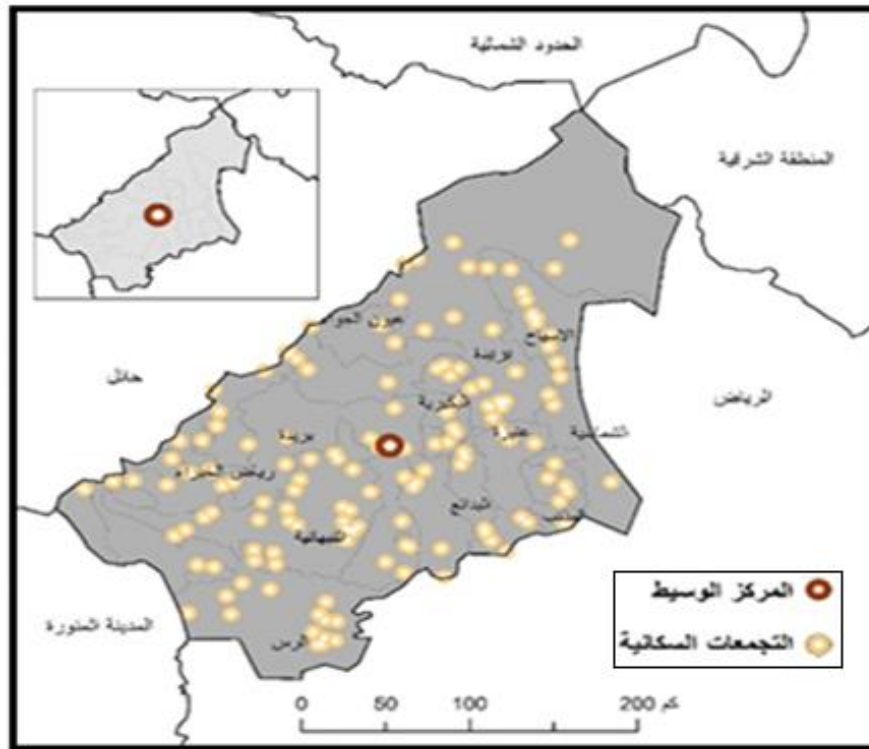 الحدود الشمالية
المنطقة الشرقية
عيون الجواء
الاسياح
بريدة
حائل
الرياض
البكيرية
الشماسية
عنيزة
بريدة
رياض الخبراء
البدائع
المذنب
النبهانية
المركز الوسيط
المدينة المنورة
التجمعات السكانية
الرس
0 50 100 200 كم